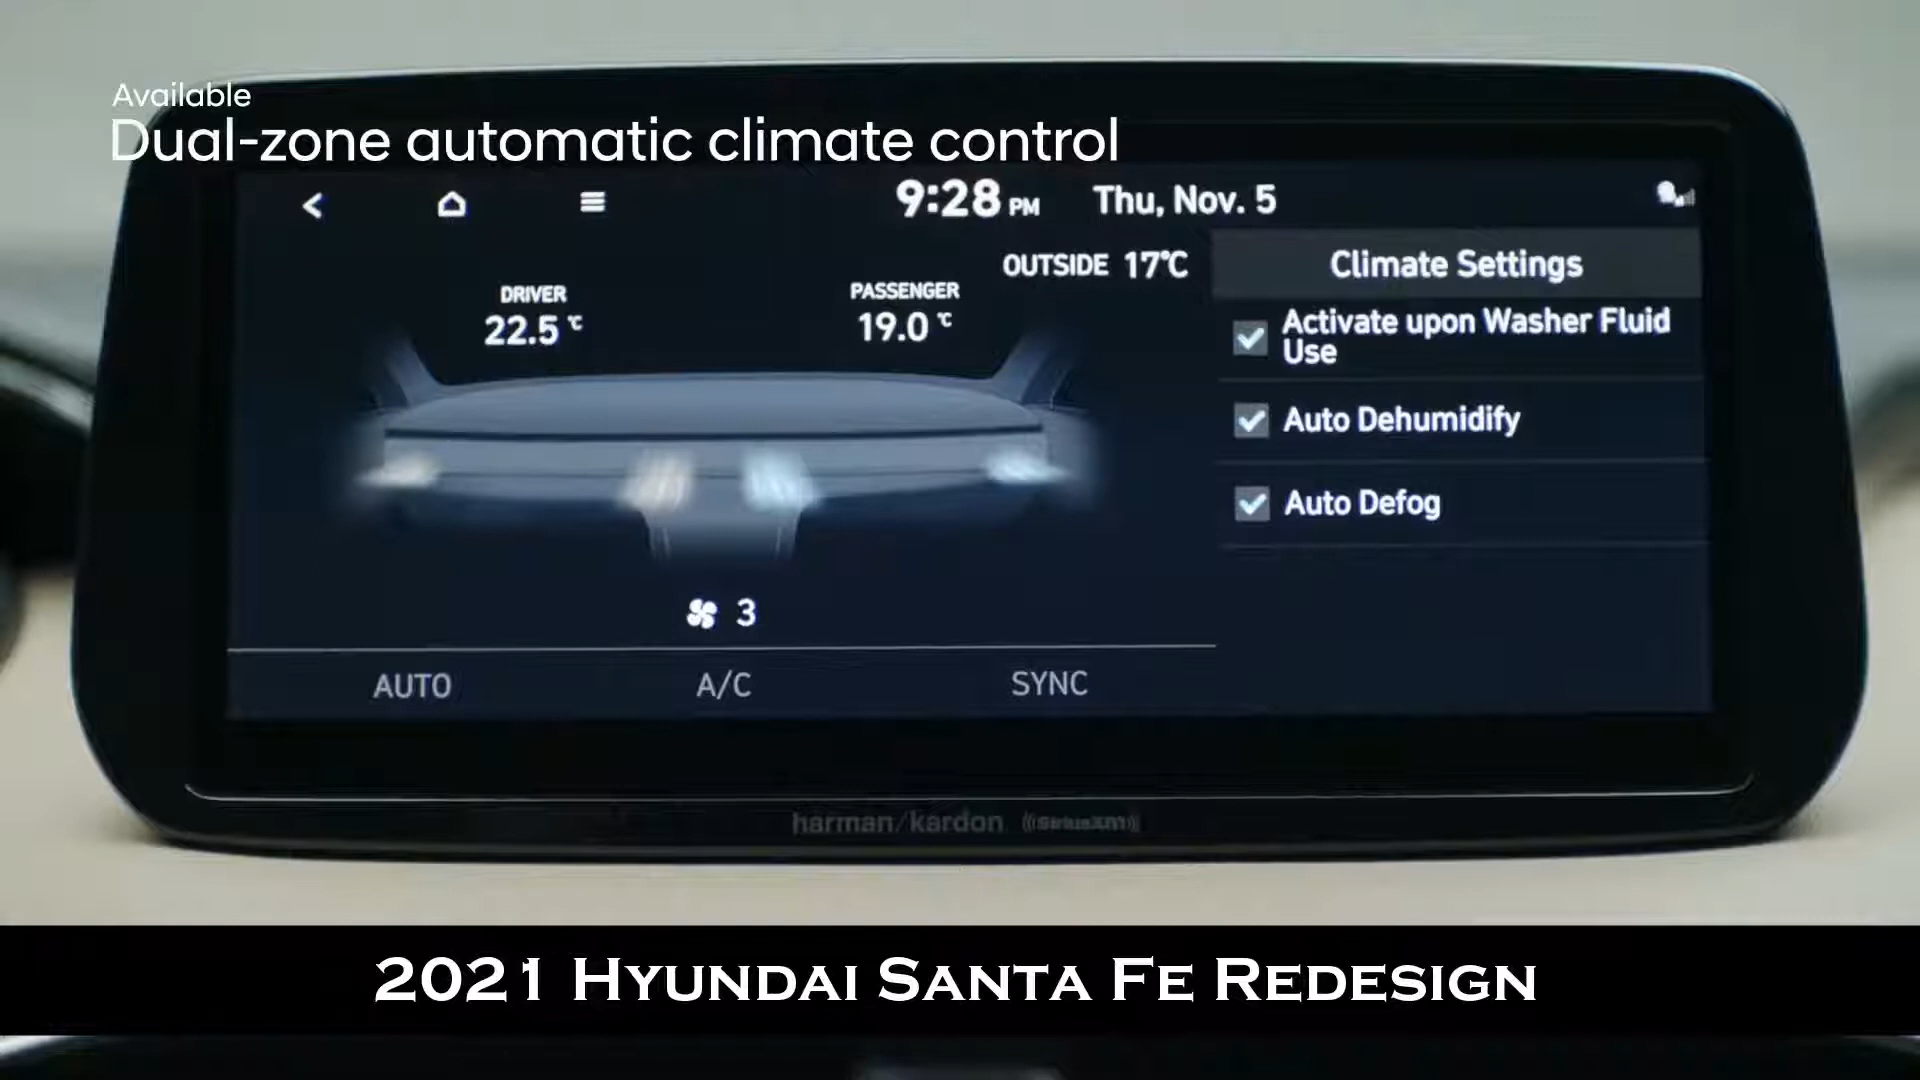 Available
Dual-zone automatic climate control
9:28 PM Thu, Nov. 5
OUTSIDE 17℃
DRIVER
22.5 ℃
PASSENGER
19.0 ℃
3
AUTO A/C SYNC
Climate Settings
Activate upon Washer Fluid
Use
Auto Dehumidify
Auto Defog
harman/kardon ((SiriusXM))
2021 Hyundai Santa Fe Redesign